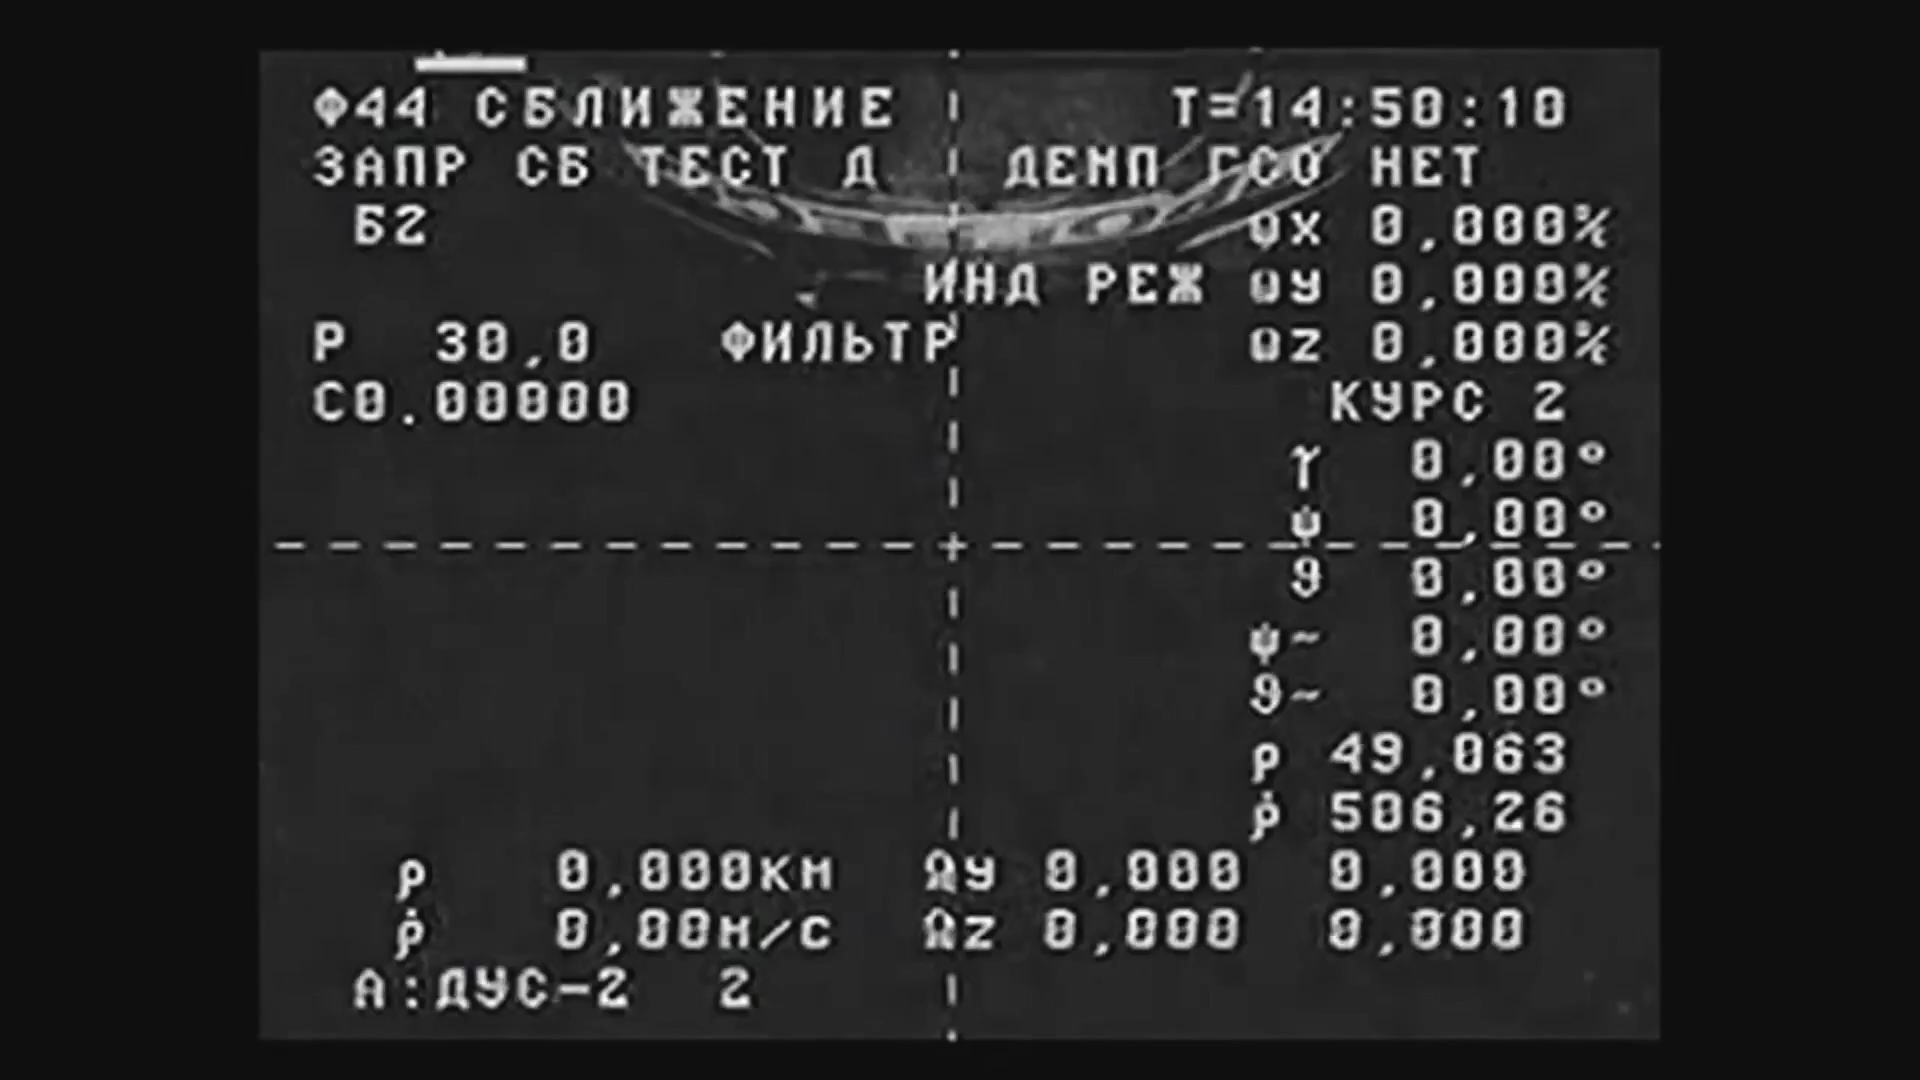 Ф44 СБЛИЖЕНИЕ T=14:50:10
ЗАПР СБ ТЕСТ Д ДЕМП ГСО НЕТ
Б2 ωX 0,000%
ИНД РЕЖ ωУ 0,000%
Р 30,0 ФИЛЬТР ωZ 0,000%
С0.00000 КУРС 2
γ 0,00°
ψ 0,00°
ϑ 0,00°
ψ~ 0,00°
ϑ~ 0,00°
ρ 49,063
ρ̇ 506,26
ρ 0,000КМ ΩУ 0,000 0,000
ρ̇ 0,00М/С ΩZ 0,000 0,000
А:ДУС-2 2